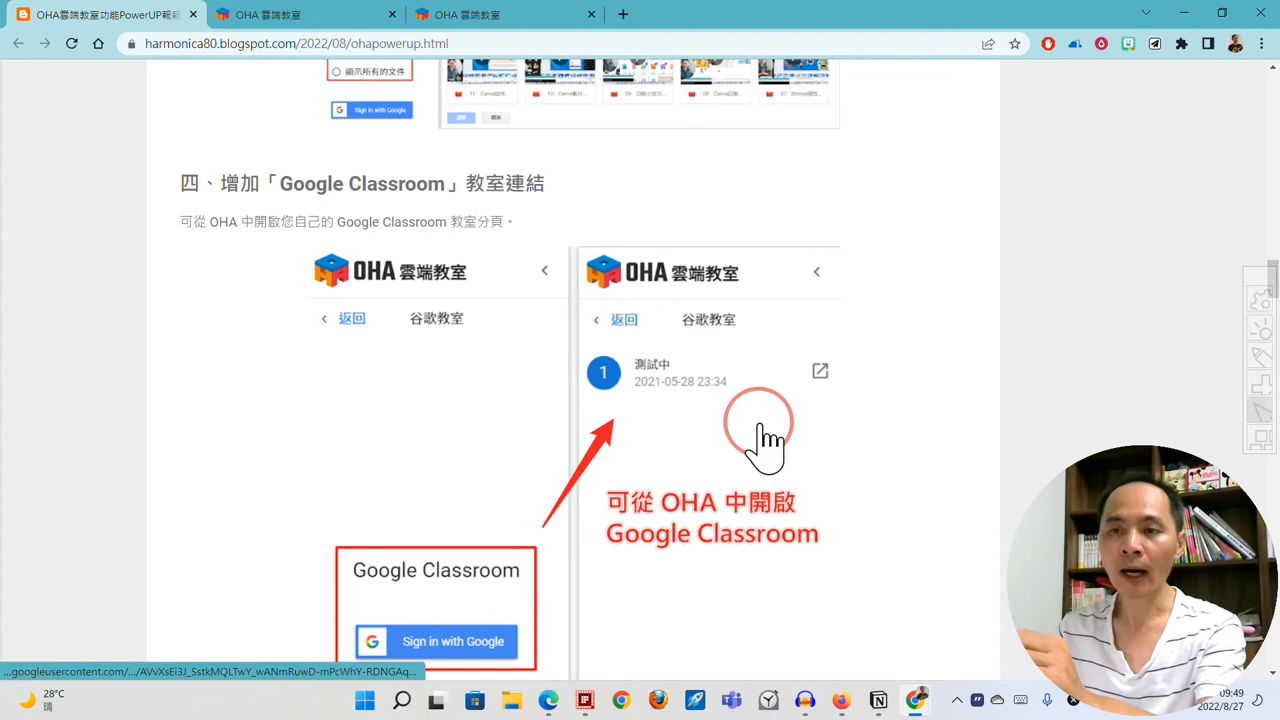 OHA雲端教室功能PowerUP報報
OHA 雲端教室
OHA 雲端教室
harmonica80.blogspot.com/2022/08/ohapowerup.html
顯示所有的文件
Sign in with Google
四、增加「Google Classroom」教室連結
可從 OHA 中開啟您自己的 Google Classroom 教室分頁。
OHA 雲端教室
OHA 雲端教室
返回
谷歌教室
返回
谷歌教室
1
測試中
2021-05-28 23:34
可從 OHA 中開啟
Google Classroom
Google Classroom
Sign in with Google
...googleusercontent.com/.../AVvXsEi3J_SstkMQLTwY_wANmRuwD-mPcWhY-RDNGAq...
28°C
晴
09:49
2022/8/27